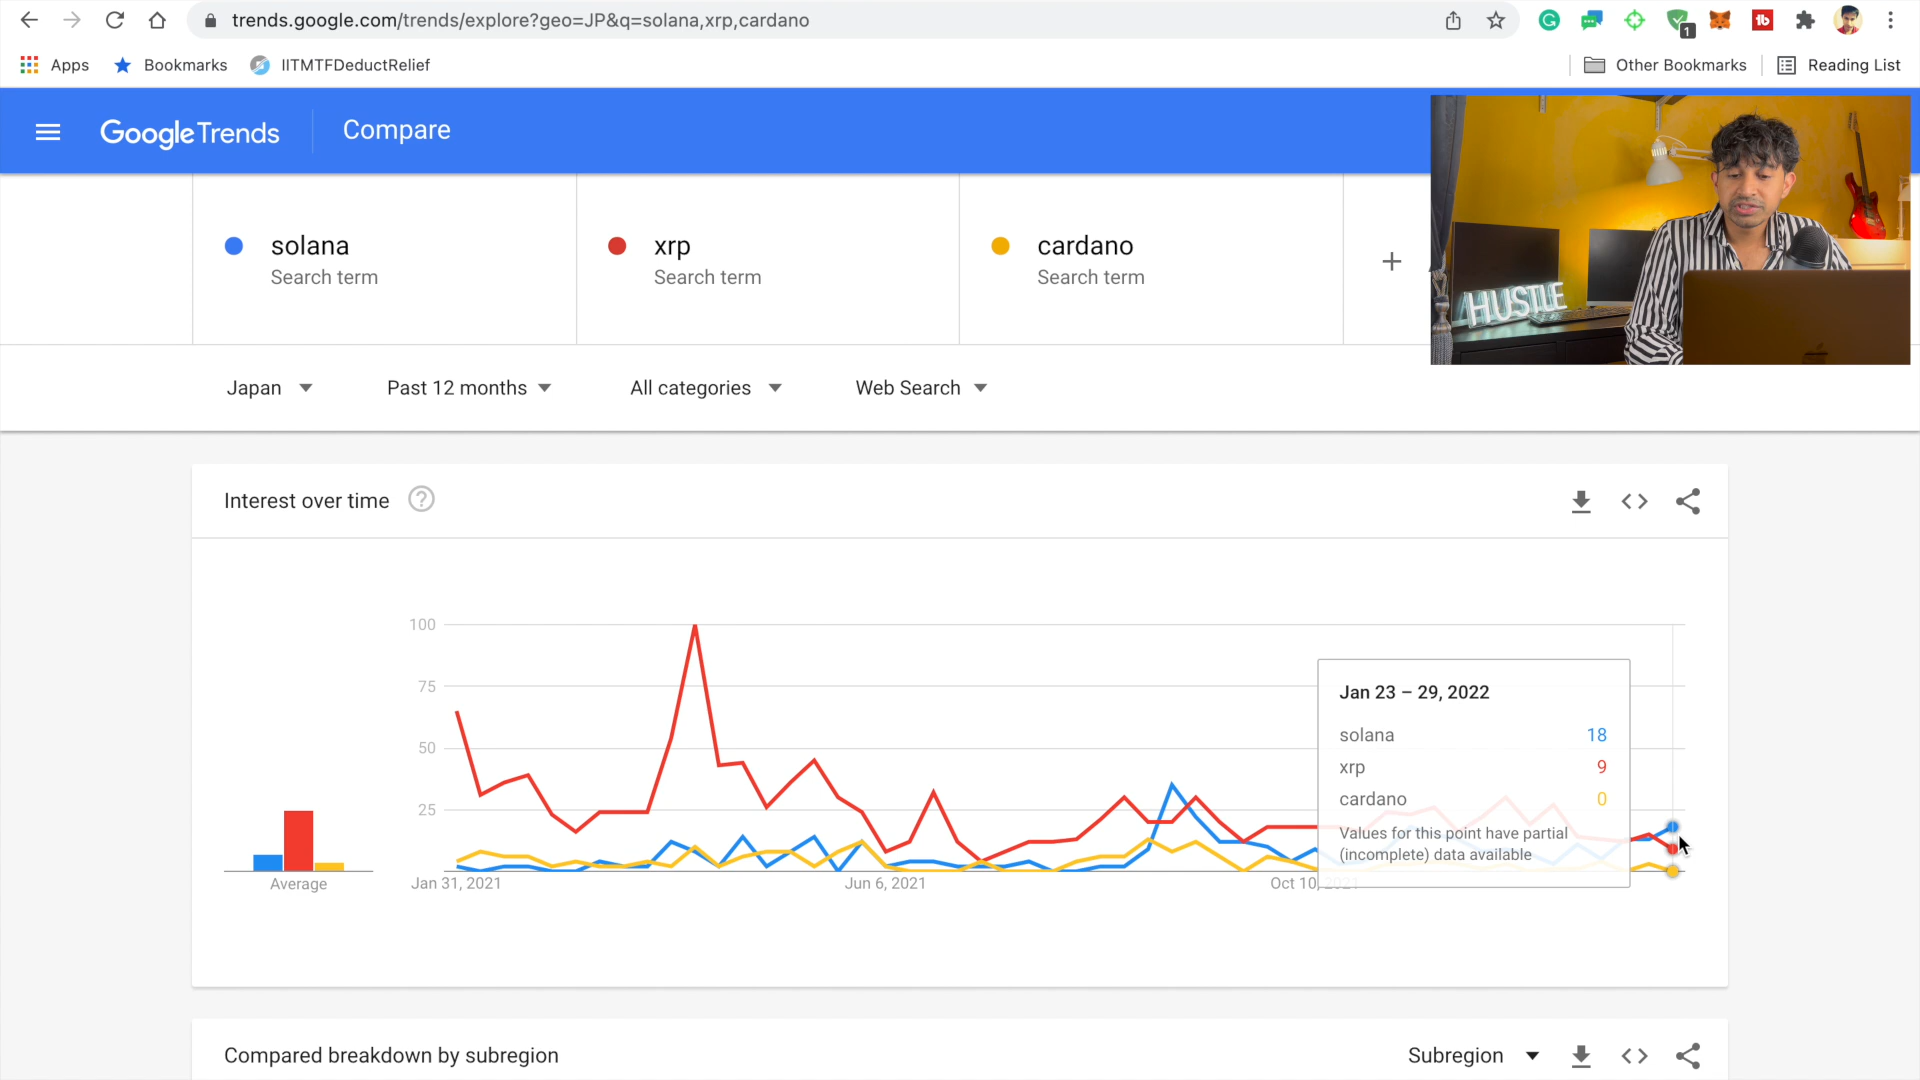 trends.google.com/trends/explore?geo=JP&q=solana,xrp,cardano
1
Apps
Bookmarks
IITMTFDeductRelief
Other Bookmarks
Reading List
Google Trends
Compare
HUSTLE
solana
Search term
xrp
Search term
cardano
Search term
+
Japan
Past 12 months
All categories
Web Search
Interest over time
?
100
75
50
25
Average
Jan 31, 2021
Jun 6, 2021
Oct 10, 2021
Jan 23 – 29, 2022
solana 18
xrp 9
cardano 0
Values for this point have partial
(incomplete) data available
Compared breakdown by subregion
Subregion